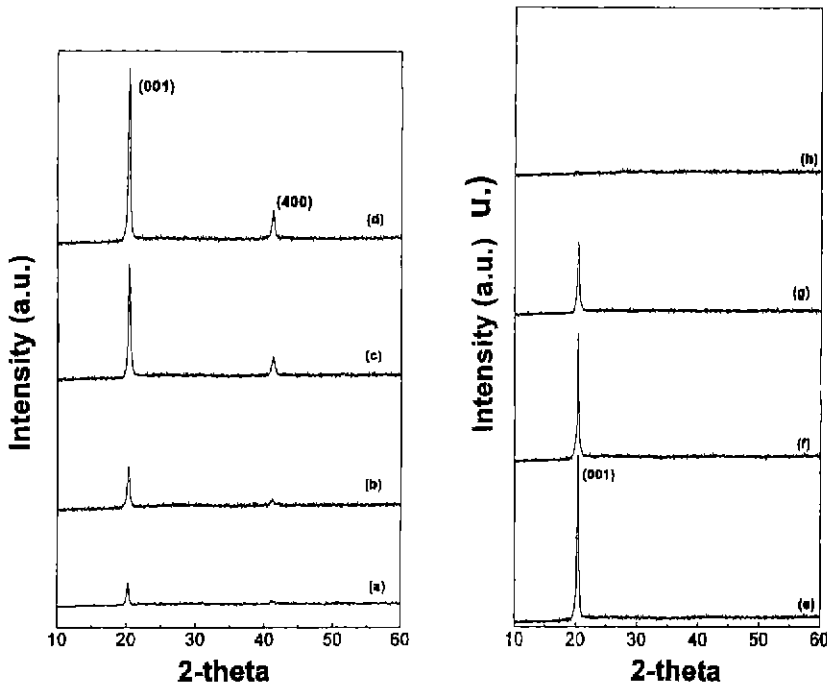 (001)
(400)
(d)
(c)
(b)
(a)
10 20 30 40 50 60
2-theta
Intensity (a.u.)
(h)
(g)
(f)
(001)
(e)
10 20 30 40 50 60
2-theta
Intensity (a.u.) u.)